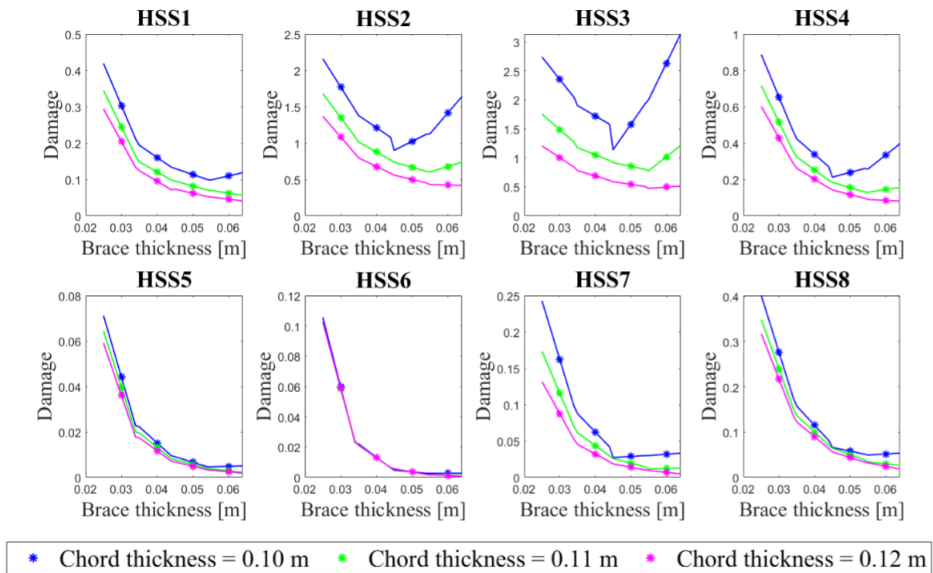 HSS1 HSS2 HSS3 HSS4
0.5 2.5 3 1
0.4 2 2.5 0.8
0.3 1.5 2 0.6
0.2 1 1.5 0.4
0.1 0.5 1 0.2
0 0 0.5 0
0
Damage Damage Damage Damage
0.02 0.03 0.04 0.05 0.06 0.02 0.03 0.04 0.05 0.06 0.02 0.03 0.04 0.05 0.06 0.02 0.03 0.04 0.05 0.06
Brace thickness [m] Brace thickness [m] Brace thickness [m] Brace thickness [m]
HSS5 HSS6 HSS7 HSS8
0.08 0.12 0.25 0.4
0.06 0.1 0.2 0.3
0.04 0.08 0.15 0.2
0.02 0.06 0.1 0.1
0 0.04 0.05 0
0.02 0
0
Damage Damage Damage Damage
0.02 0.03 0.04 0.05 0.06 0.02 0.03 0.04 0.05 0.06 0.02 0.03 0.04 0.05 0.06 0.02 0.03 0.04 0.05 0.06
Brace thickness [m] Brace thickness [m] Brace thickness [m] Brace thickness [m]
Chord thickness = 0.10 m Chord thickness = 0.11 m Chord thickness = 0.12 m